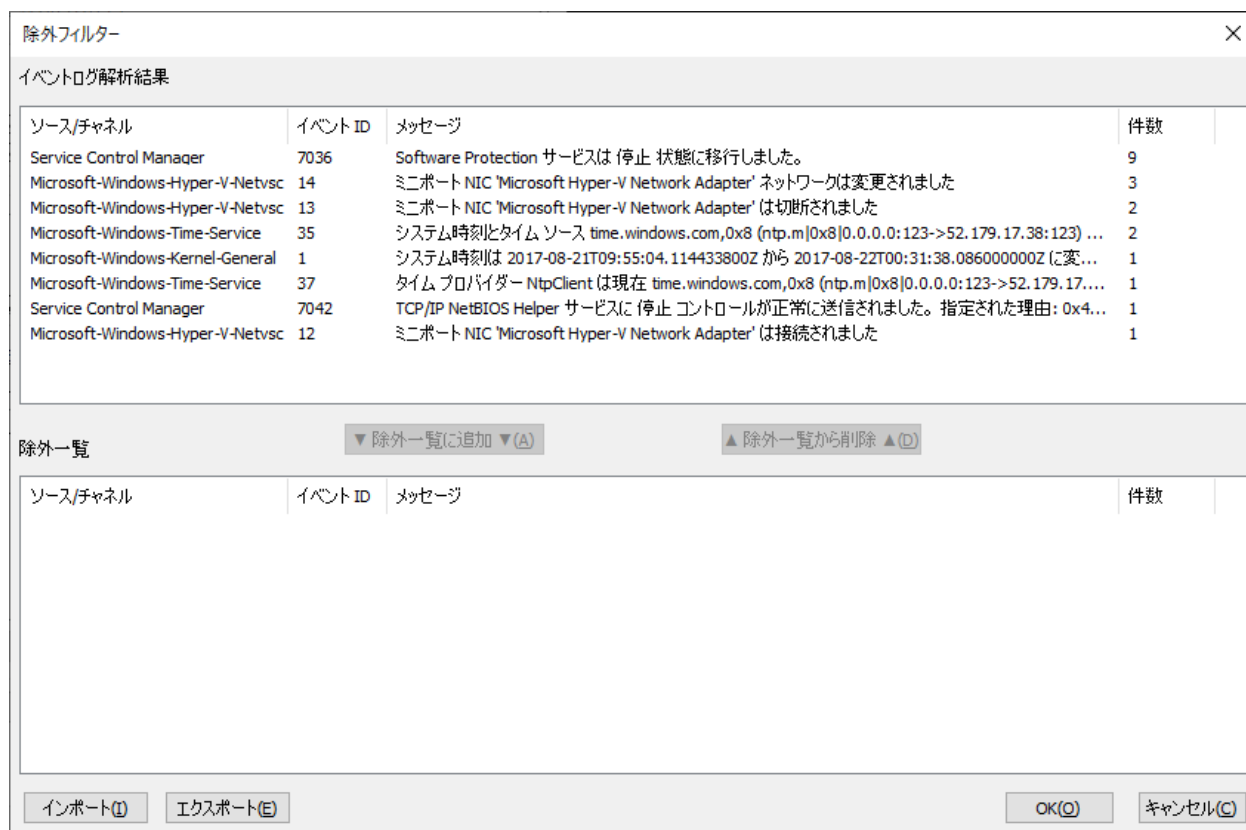 除外フィルター
イベントログ解析結果
ソース/チャネル イベント ID メッセージ 件数
Service Control Manager 7036 Software Protection サービスは 停止 状態に移行しました。 9
Microsoft-Windows-Hyper-V-Netvsc 14 ミニポート NIC 'Microsoft Hyper-V Network Adapter' ネットワークは変更されました 3
Microsoft-Windows-Hyper-V-Netvsc 13 ミニポート NIC 'Microsoft Hyper-V Network Adapter' は切断されました 2
Microsoft-Windows-Time-Service 35 システム時刻とタイム ソース time.windows.com,0x8 (ntp.m|0x8|0.0.0.0:123->52.179.17.38:123) ... 2
Microsoft-Windows-Kernel-General 1 システム時刻は 2017-08-21T09:55:04.114433800Z から 2017-08-22T00:31:38.086000000Z に変... 1
Microsoft-Windows-Time-Service 37 タイム プロバイダー NtpClient は現在 time.windows.com,0x8 (ntp.m|0x8|0.0.0.0:123->52.179.17.... 1
Service Control Manager 7042 TCP/IP NetBIOS Helper サービスに 停止 コントロールが正常に送信されました。指定された理由: 0x4... 1
Microsoft-Windows-Hyper-V-Netvsc 12 ミニポート NIC 'Microsoft Hyper-V Network Adapter' は接続されました 1
除外一覧 ▼ 除外一覧に追加 ▼(A) ▲ 除外一覧から削除 ▲(D)
ソース/チャネル イベント ID メッセージ 件数
インポート(I) エクスポート(E) OK(O) キャンセル(C)